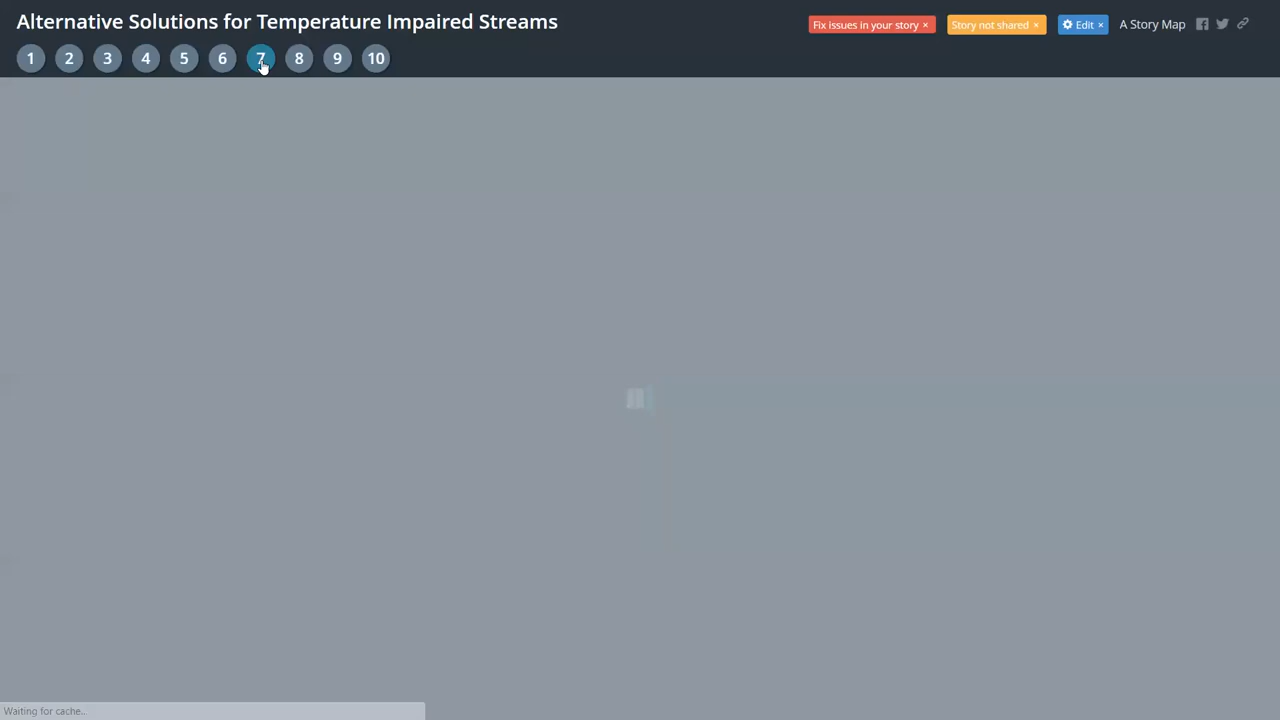 Alternative Solutions for Temperature Impaired Streams
Fix issues in your story ×
Story not shared ×
Edit ×
A Story Map
1 2 3 4 5 6 7 8 9 10
Waiting for cache...